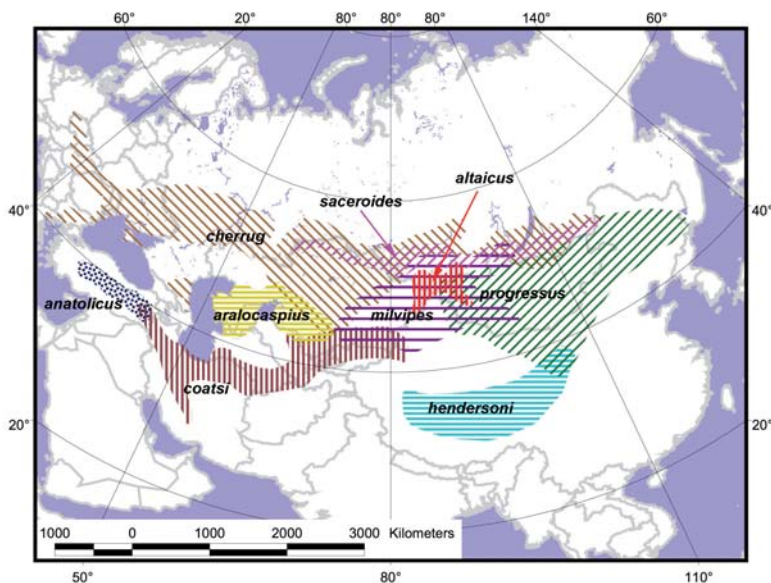 60° 20° 80° 80° 80° 140° 60°
altaicus
saceroides
40° 40°
cherrug
anatolicus aralocaspius milvipes progressus
coatsi
hendersoni
20° 20°
1000 0 1000 2000 3000 Kilometers
50° 80° 110°